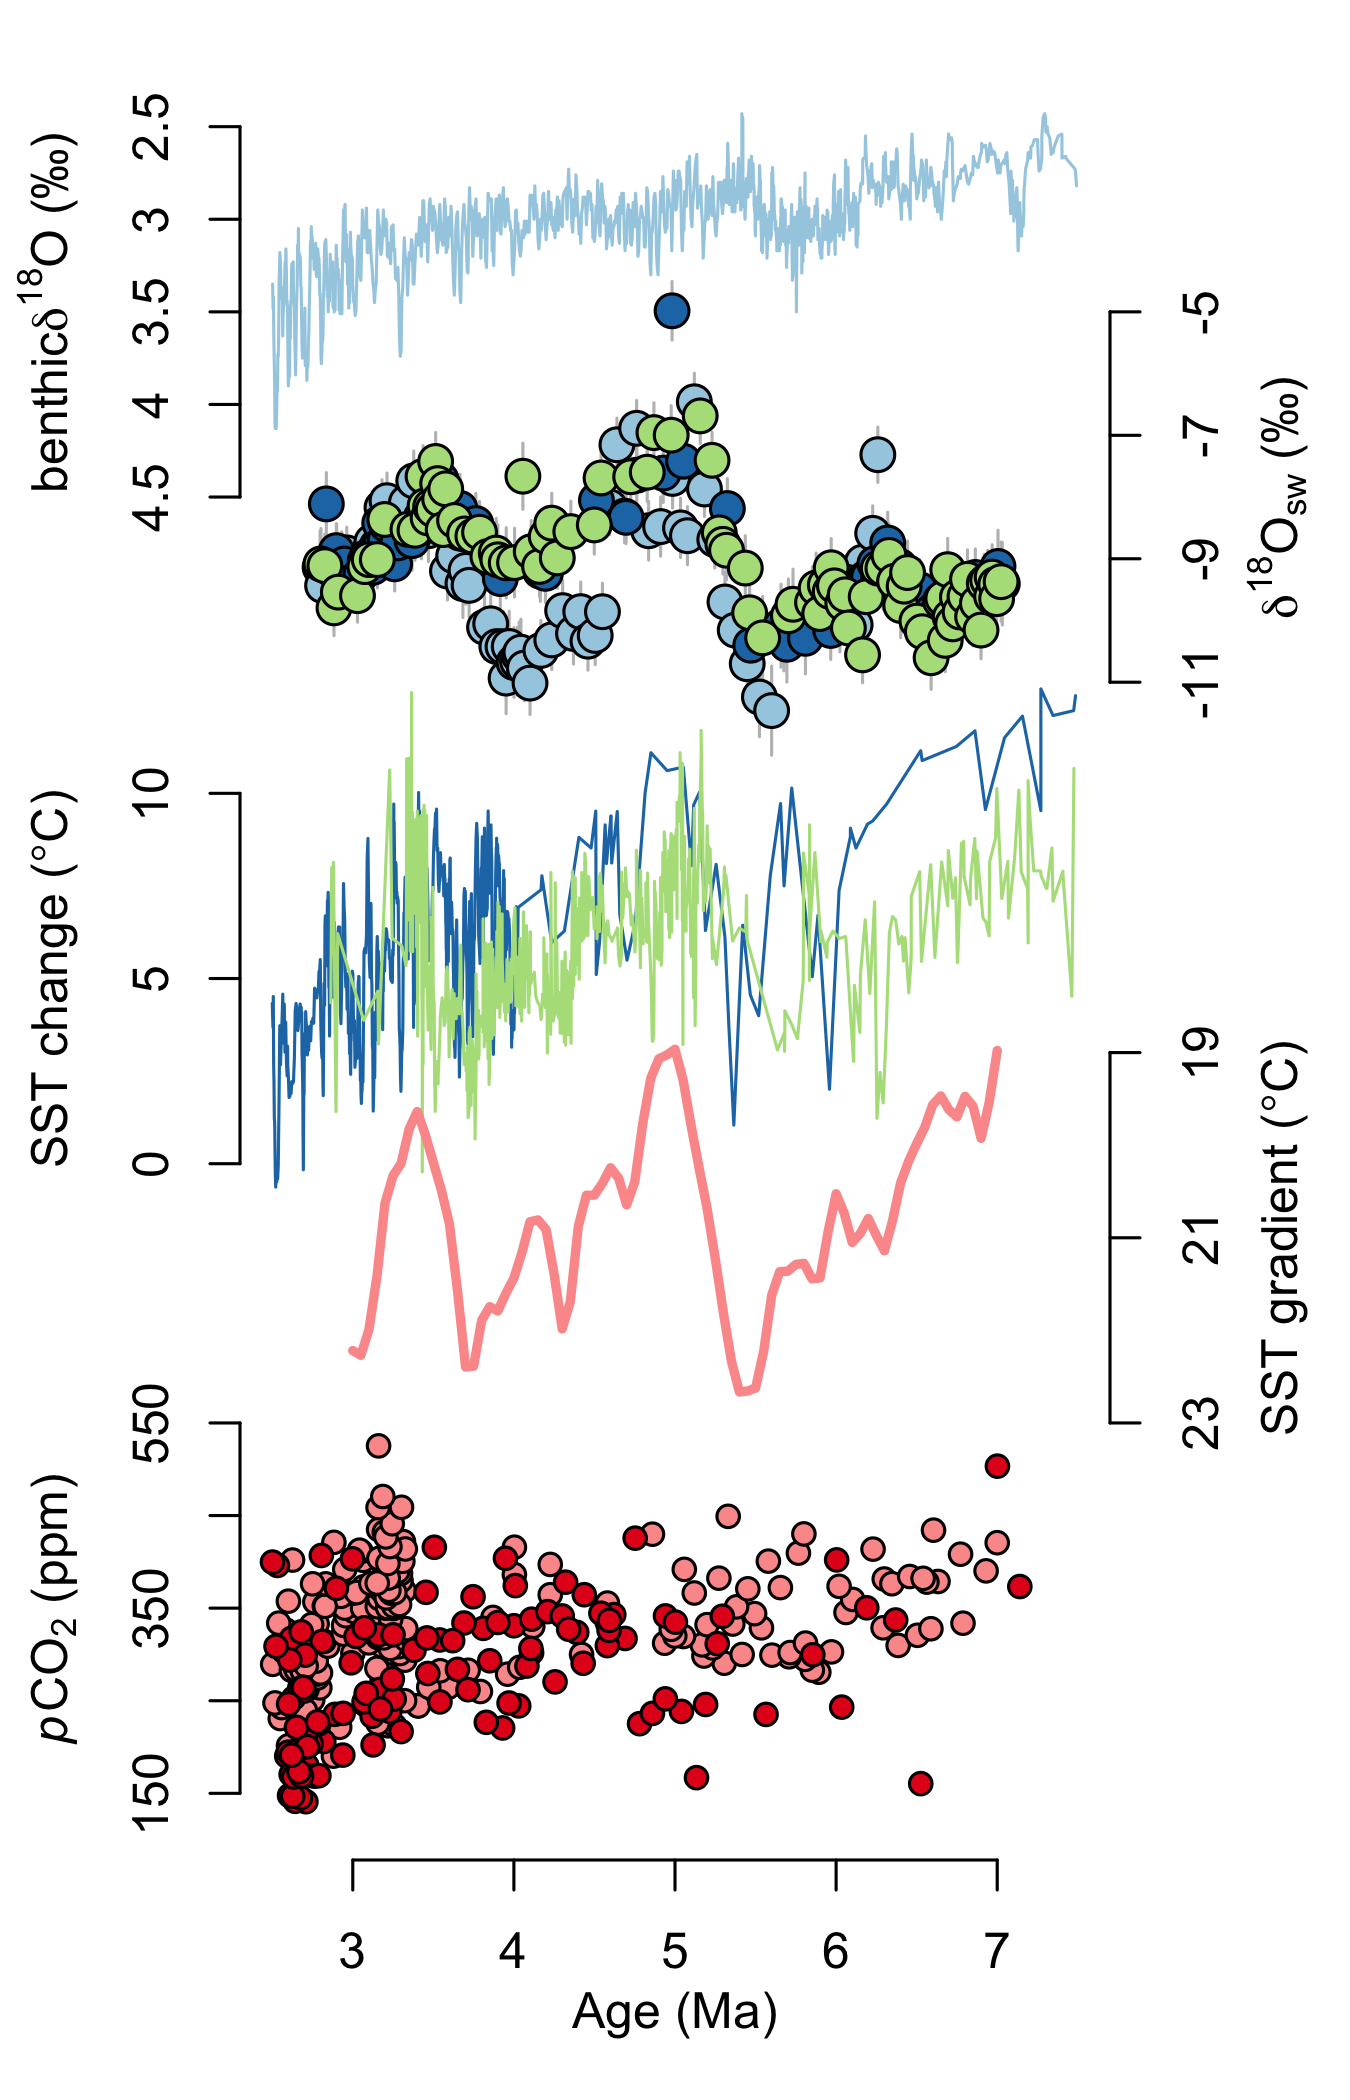 benthicδ¹⁸O (‰)
2.5
3
3.5
4
4.5
δ¹⁸Osw (‰)
-5
-7
-9
-11
SST change (°C)
10
5
0
SST gradient (°C)
19
21
23
pCO₂ (ppm)
550
350
150
3 4 5 6 7
Age (Ma)